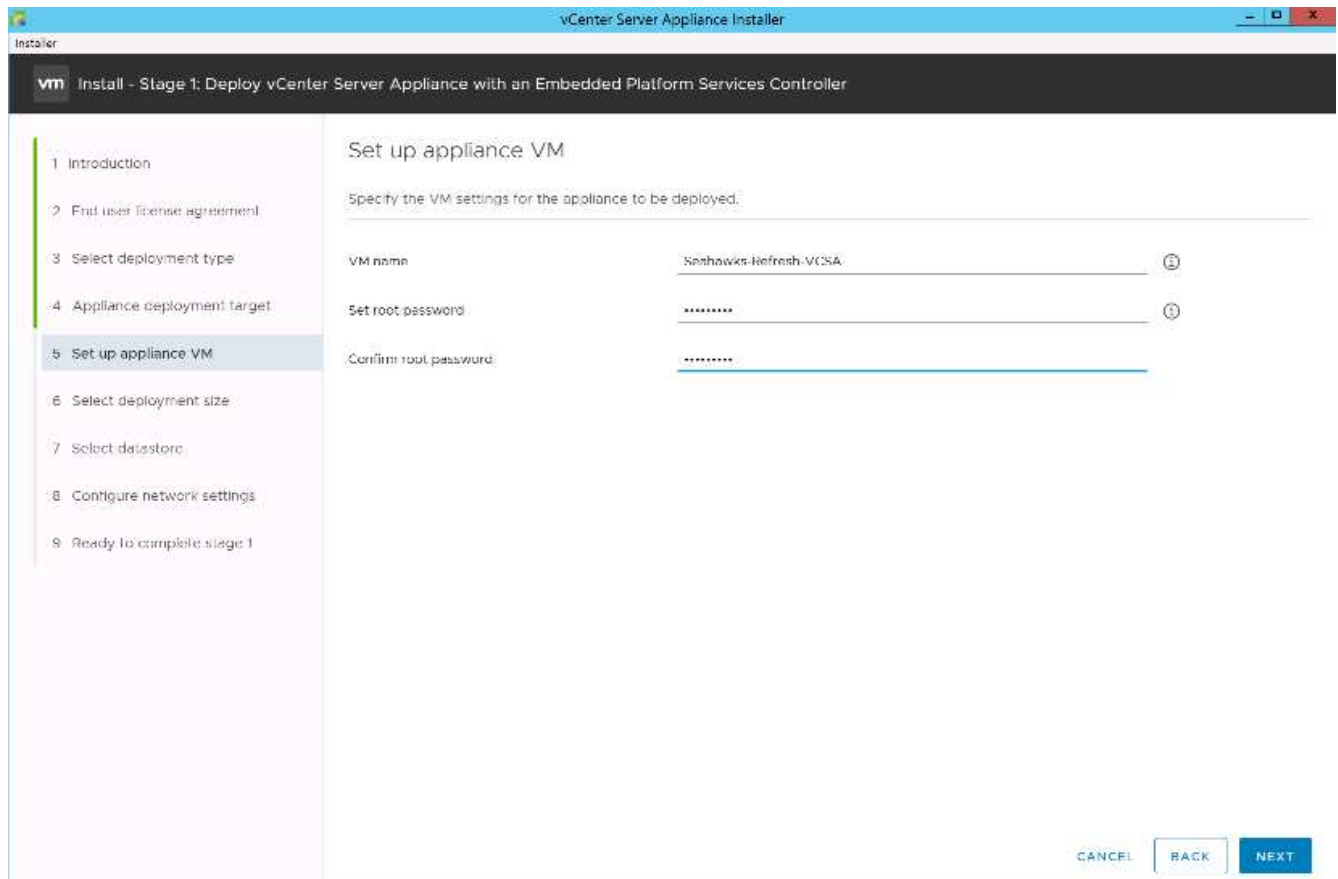 vCenter Server Appliance Installer
Installer
vm Install - Stage 1: Deploy vCenter Server Appliance with an Embedded Platform Services Controller
1 Introduction
2 End user license agreement
3 Select deployment type
4 Appliance deployment target
5 Set up appliance VM
6 Select deployment size
7 Select datastore
8 Configure network settings
9 Ready to complete stage 1
Set up appliance VM
Specify the VM settings for the appliance to be deployed.
VM name Seahawks-Refresh-VCSA
Set root password •••••••••
Confirm root password •••••••••
CANCEL BACK NEXT